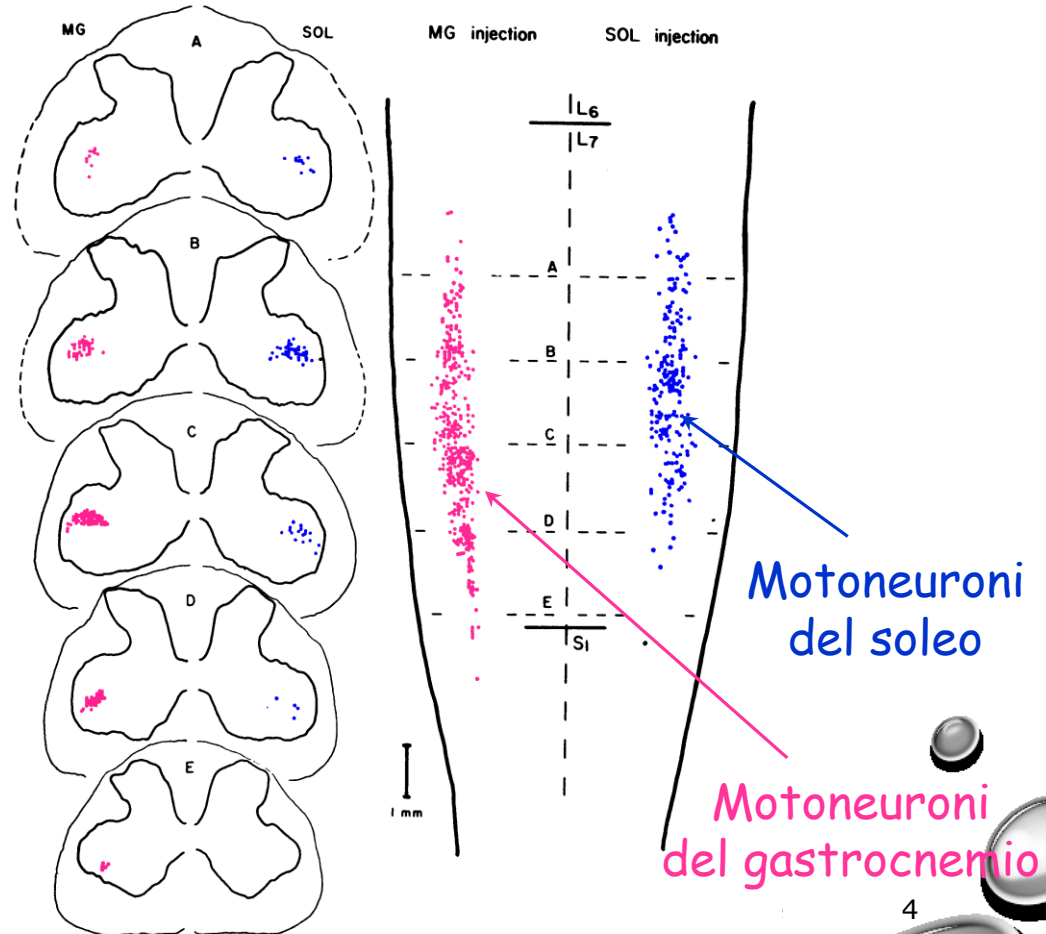 MG
A
SOL
B
C
D
E
MG injection
SOL injection
L6
L7
A
B
C
D
E
S1
1 mm
Motoneuroni
del soleo
Motoneuroni
del gastrocnemio
4